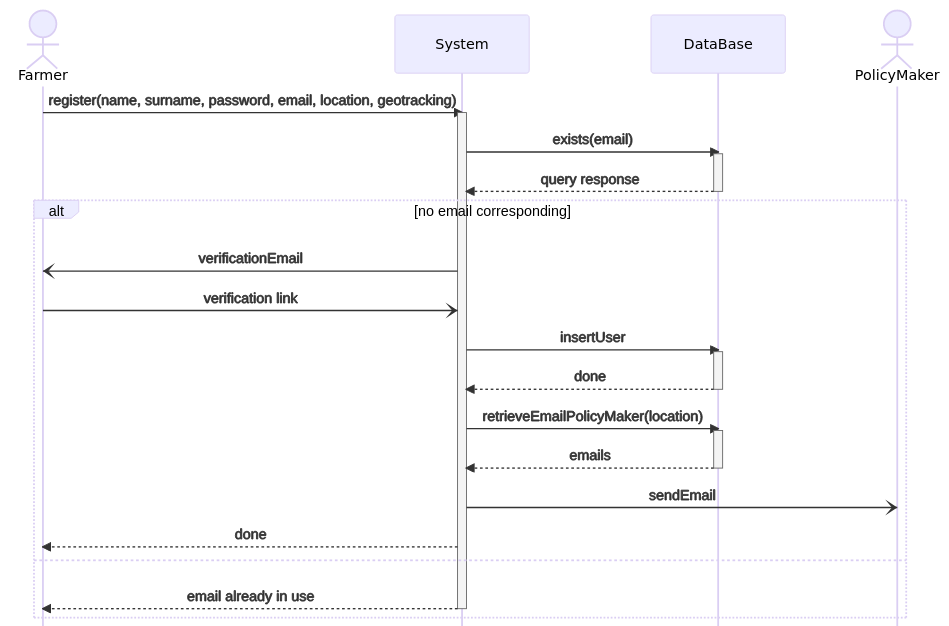 System
DataBase
Farmer
PolicyMaker
register(name, surname, password, email, location, geotracking)
exists(email)
query response
alt
[no email corresponding]
verificationEmail
verification link
insertUser
done
retrieveEmailPolicyMaker(location)
emails
sendEmail
done
email already in use